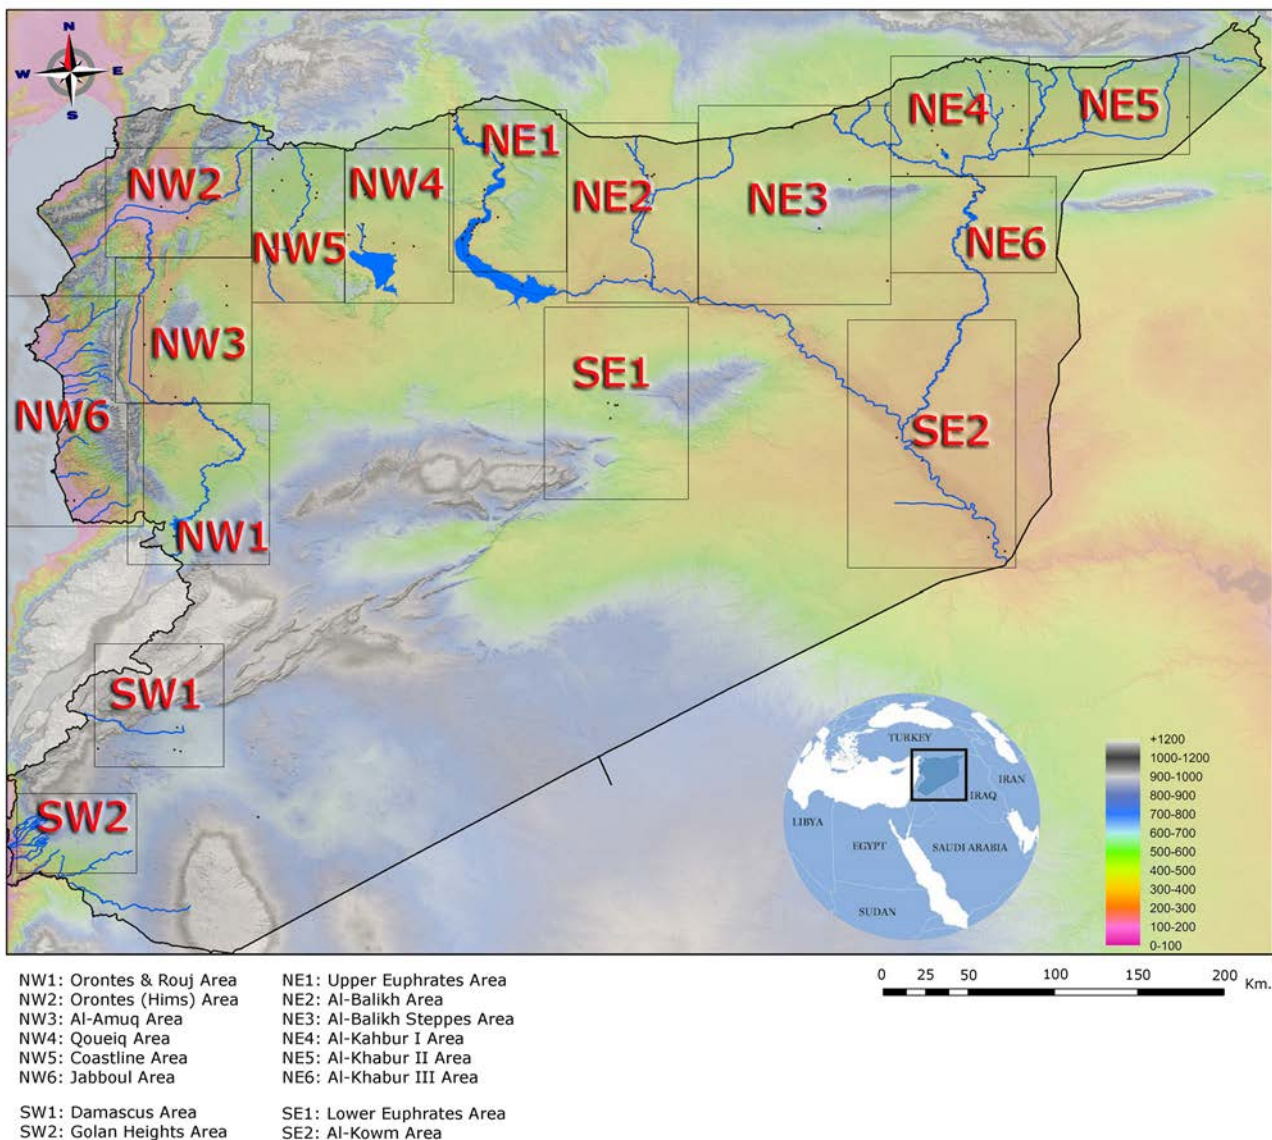 N
W E
S
NE4
NE5
NE1
NW2
NW4
NE2
NE3
NW5
NE6
NW3
SE1
NW6
SE2
NW1
SW1
SW2
TURKEY
IRAN
IRAQ
LIBYA
EGYPT
SAUDI ARABIA
SUDAN
+1200
1000-1200
900-1000
800-900
700-800
600-700
500-600
400-500
300-400
200-300
100-200
0-100
0 25 50 100 150 200 Km.
NW1: Orontes & Rouj Area
NW2: Orontes (Hims) Area
NW3: Al-Amuq Area
NW4: Qoueiq Area
NW5: Coastline Area
NW6: Jabboul Area
SW1: Damascus Area
SW2: Golan Heights Area
NE1: Upper Euphrates Area
NE2: Al-Balikh Area
NE3: Al-Balikh Steppes Area
NE4: Al-Kahbur I Area
NE5: Al-Khabur II Area
NE6: Al-Khabur III Area
SE1: Lower Euphrates Area
SE2: Al-Kowm Area